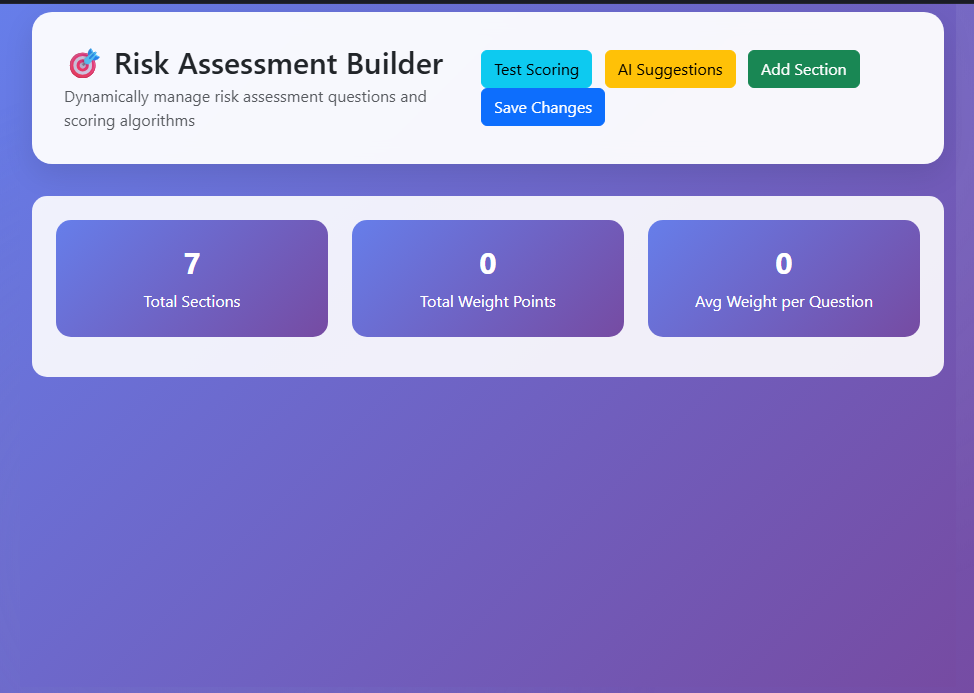 Risk Assessment Builder
Dynamically manage risk assessment questions and
scoring algorithms
Test Scoring
AI Suggestions
Add Section
Save Changes
7
Total Sections
0
Total Weight Points
0
Avg Weight per Question